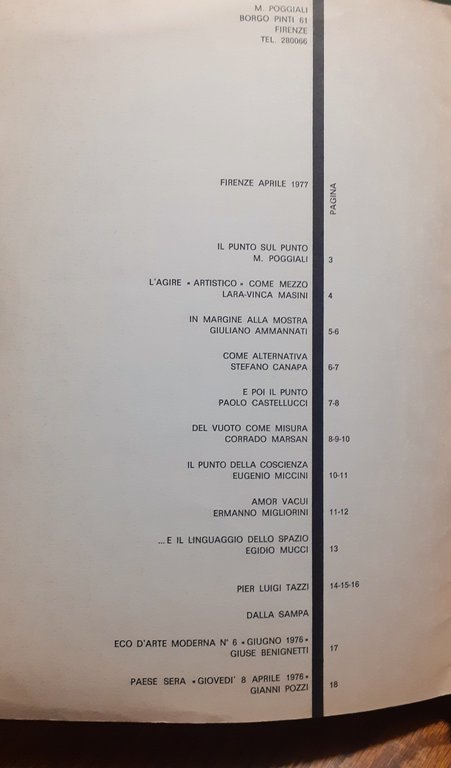 M. POGGIALI
BORGO PINTI 61
FIRENZE
TEL. 280066
FIRENZE APRILE 1977
PAGINA
IL PUNTO SUL PUNTO
M. POGGIALI 3
L'AGIRE « ARTISTICO » COME MEZZO
LARA-VINCA MASINI 4
IN MARGINE ALLA MOSTRA
GIULIANO AMMANNATI 5-6
COME ALTERNATIVA
STEFANO CANAPA 6-7
E POI IL PUNTO
PAOLO CASTELLUCCI 7-8
DEL VUOTO COME MISURA
CORRADO MARSAN 8-9-10
IL PUNTO DELLA COSCIENZA
EUGENIO MICCINI 10-11
AMOR VACUI
ERMANNO MIGLIORINI 11-12
...E IL LINGUAGGIO DELLO SPAZIO
EGIDIO MUCCI 13
PIER LUIGI TAZZI 14-15-16
DALLA SAMPA
ECO D'ARTE MODERNA N° 6 «GIUGNO 1976»
GIUSE BENIGNETTI 17
PAESE SERA «GIOVEDI' 8 APRILE 1976»
GIANNI POZZI 18